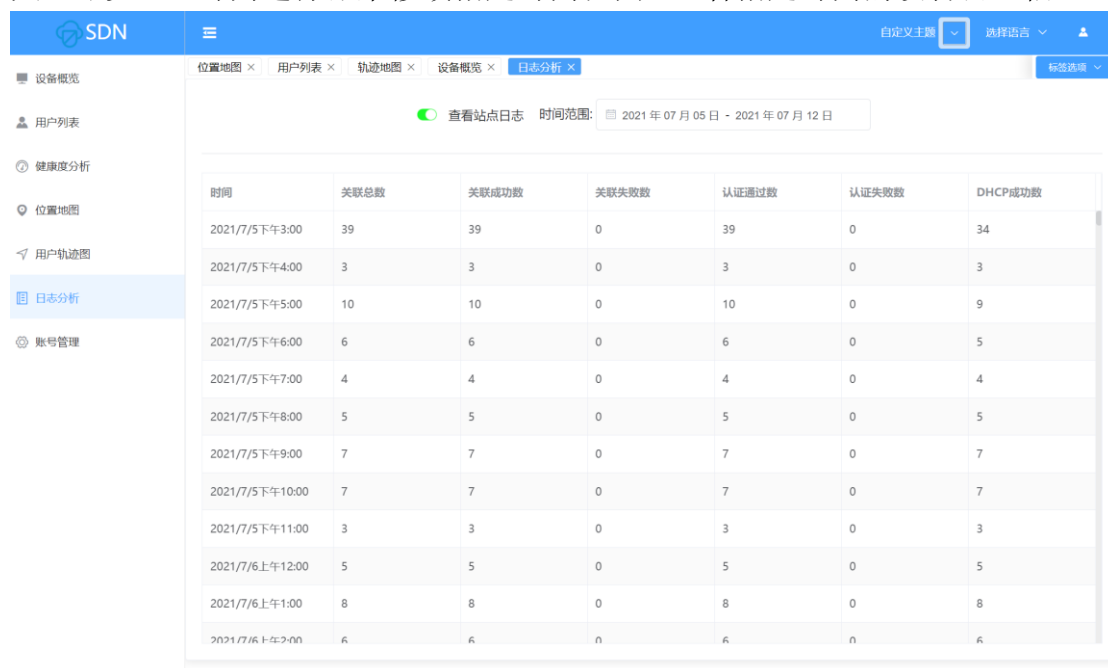 SDN
自定义主题 选择语言
位置地图 × 用户列表 × 轨迹地图 × 设备概览 × 日志分析 × 标签选项
设备概览
用户列表
健康度分析
位置地图
用户轨迹图
日志分析
账号管理
查看站点日志 时间范围: 2021 年 07 月 05 日 - 2021 年 07 月 12 日
时间 关联总数 关联成功数 关联失败数 认证通过数 认证失败数 DHCP成功数
2021/7/5下午3:00 39 39 0 39 0 34
2021/7/5下午4:00 3 3 0 3 0 3
2021/7/5下午5:00 10 10 0 10 0 9
2021/7/5下午6:00 6 6 0 6 0 5
2021/7/5下午7:00 4 4 0 4 0 4
2021/7/5下午8:00 5 5 0 5 0 5
2021/7/5下午9:00 7 7 0 7 0 7
2021/7/5下午10:00 7 7 0 7 0 7
2021/7/5下午11:00 3 3 0 3 0 3
2021/7/6上午12:00 5 5 0 5 0 5
2021/7/6上午1:00 8 8 0 8 0 8
2021/7/6上午2:00 6 6 0 6 0 6